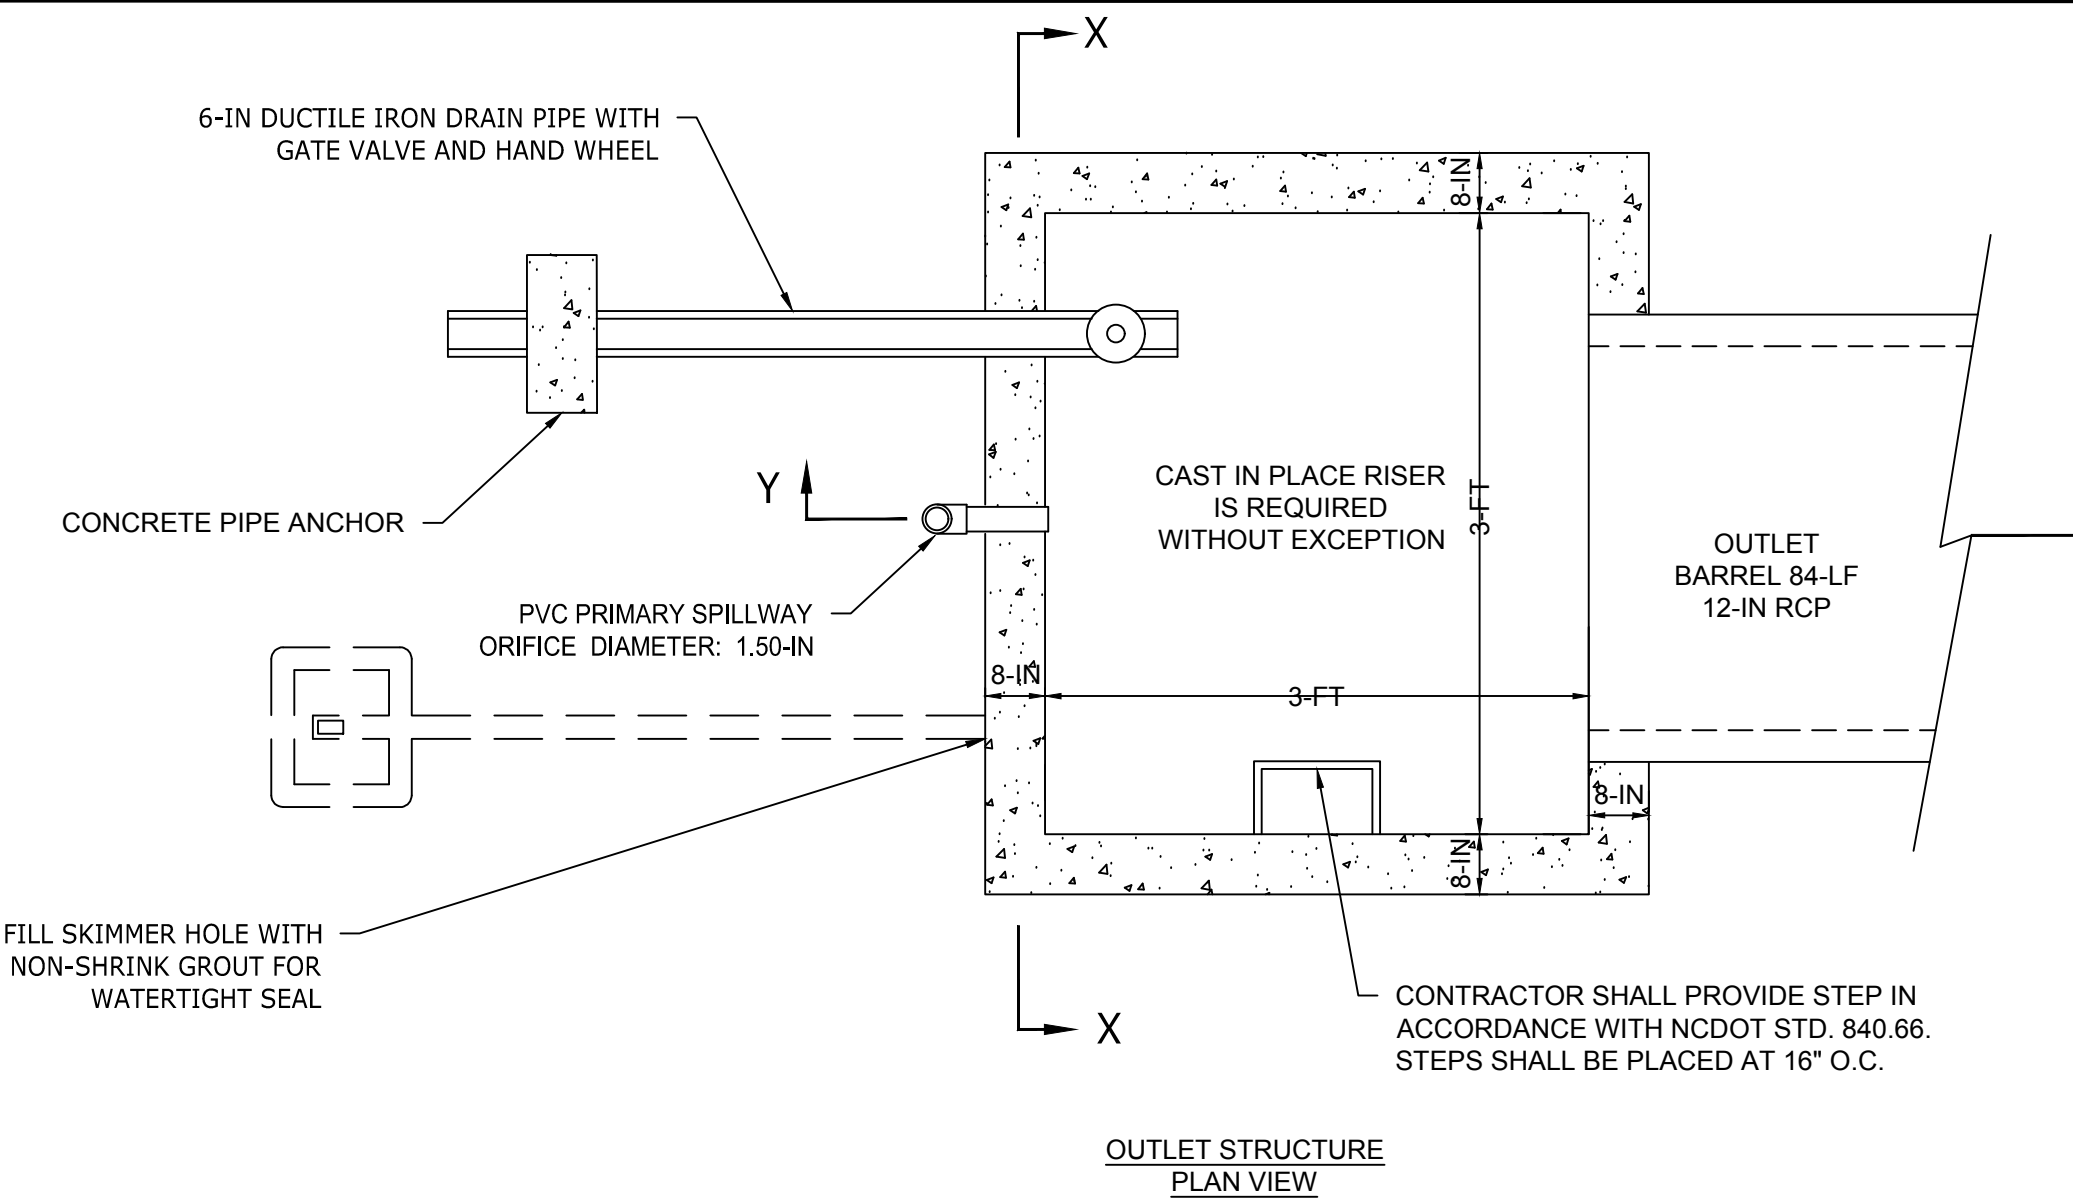 X
6-IN DUCTILE IRON DRAIN PIPE WITH
GATE VALVE AND HAND WHEEL
8-IN
CONCRETE PIPE ANCHOR
Y
CAST IN PLACE RISER
IS REQUIRED
WITHOUT EXCEPTION
3-FT
OUTLET
BARREL 84-LF
12-IN RCP
PVC PRIMARY SPILLWAY
ORIFICE DIAMETER: 1.50-IN
8-IN
3-FT
8-IN
8-IN
FILL SKIMMER HOLE WITH
NON-SHRINK GROUT FOR
WATERTIGHT SEAL
X
CONTRACTOR SHALL PROVIDE STEP IN
ACCORDANCE WITH NCDOT STD. 840.66.
STEPS SHALL BE PLACED AT 16" O.C.
OUTLET STRUCTURE
PLAN VIEW